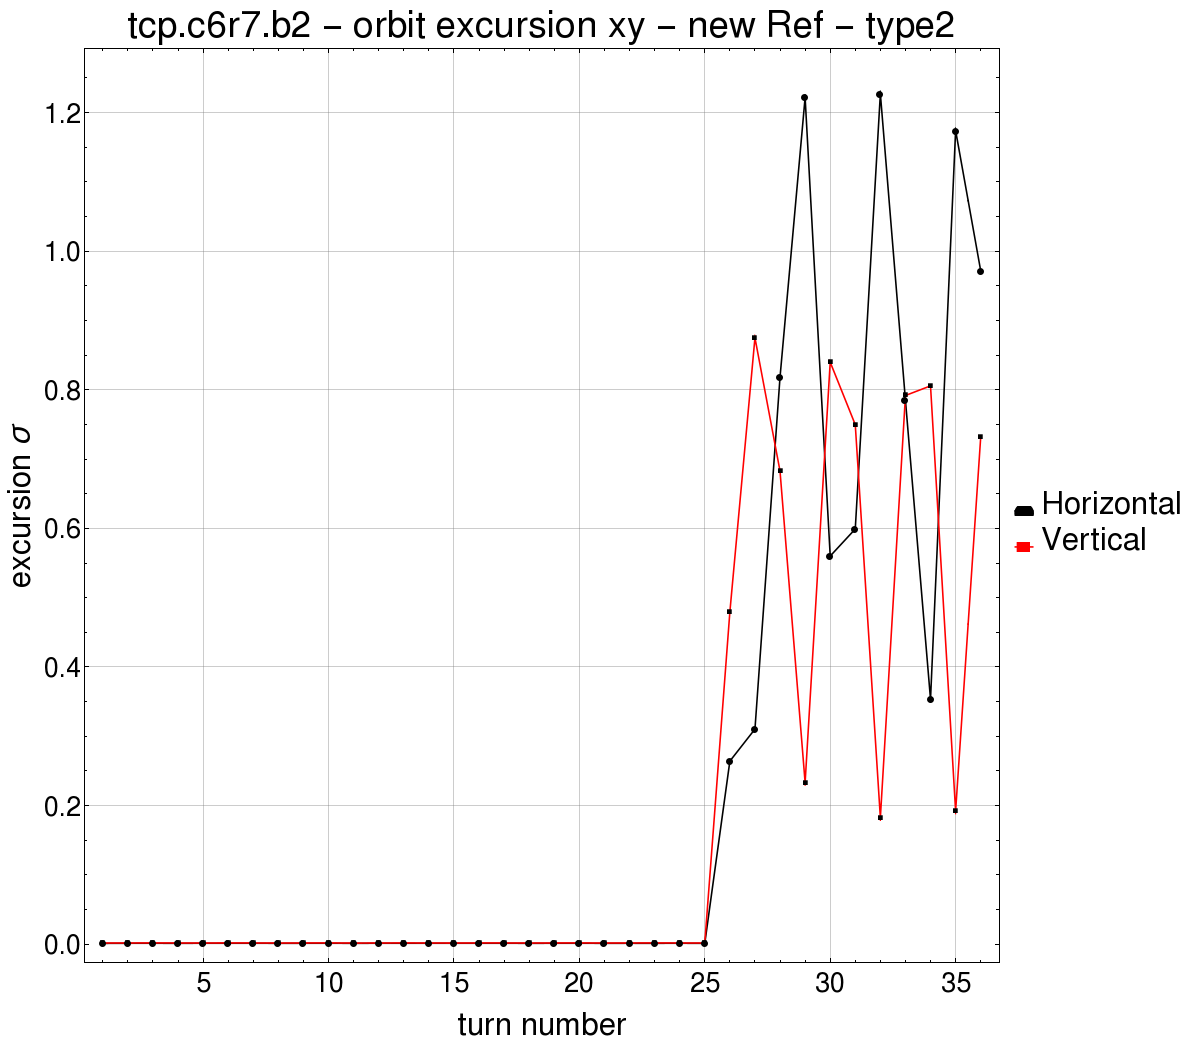 tcp.c6r7.b2 – orbit excursion xy – new Ref – type2
1.2
1.0
0.8
0.6
0.4
0.2
0.0
excursion σ
5 10 15 20 25 30 35
turn number
Horizontal
Vertical